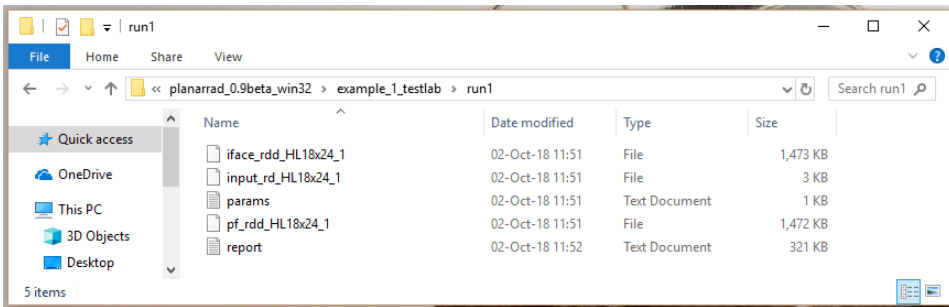 run1
File Home Share View
« planarrad_0.9beta_win32 › example_1_testlab › run1 Search run1
Name Date modified Type Size
Quick access
OneDrive
This PC
3D Objects
Desktop
iface_rdd_HL18x24_1 02-Oct-18 11:51 File 1,473 KB
input_rd_HL18x24_1 02-Oct-18 11:51 File 3 KB
params 02-Oct-18 11:51 Text Document 1 KB
pf_rdd_HL18x24_1 02-Oct-18 11:51 File 1,472 KB
report 02-Oct-18 11:52 Text Document 321 KB
5 items